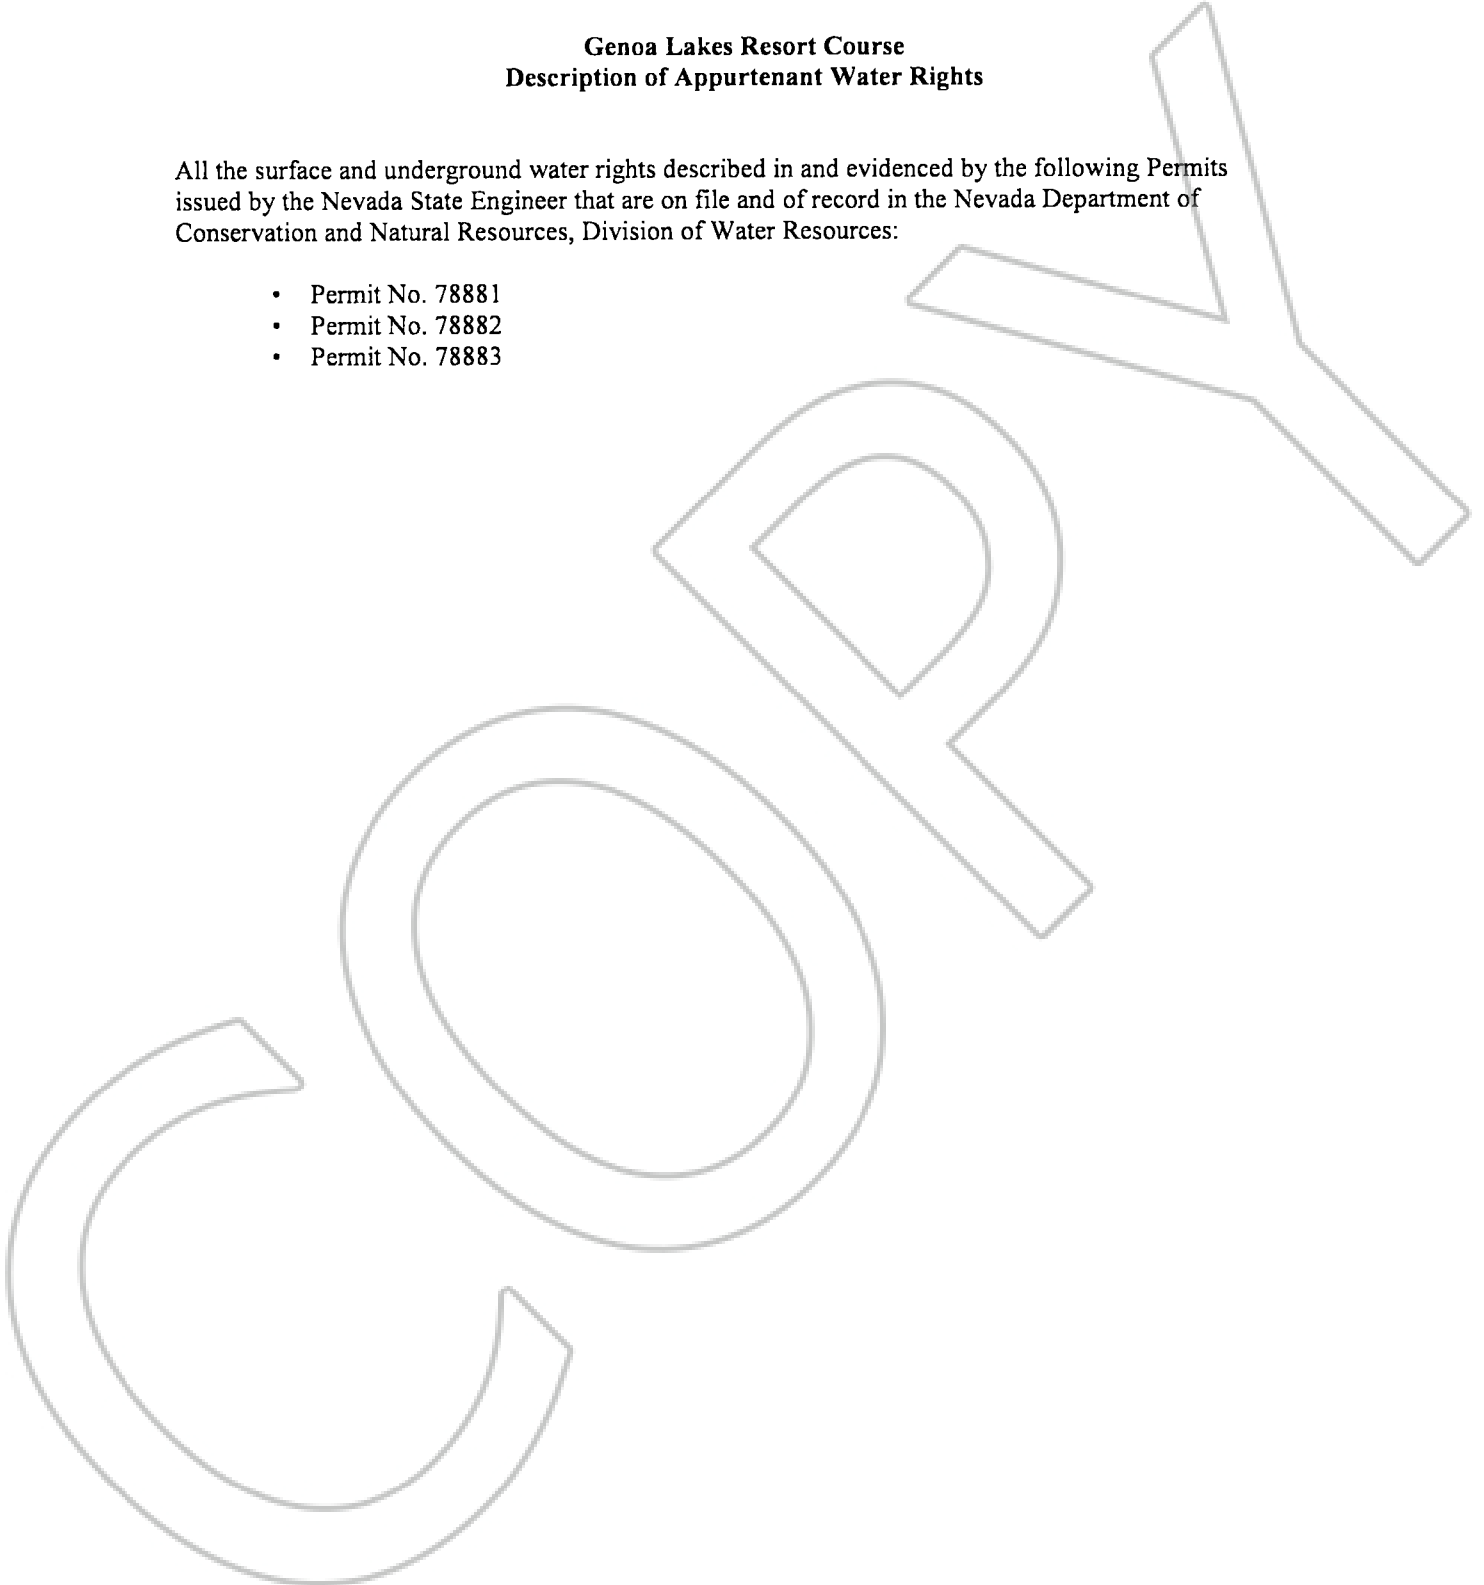 Genoa Lakes Resort Course
Description of Appurtenant Water Rights
All the surface and underground water rights described in and evidenced by the following Permits
issued by the Nevada State Engineer that are on file and of record in the Nevada Department of
Conservation and Natural Resources, Division of Water Resources:
• Permit No. 78881
• Permit No. 78882
• Permit No. 78883
COPY